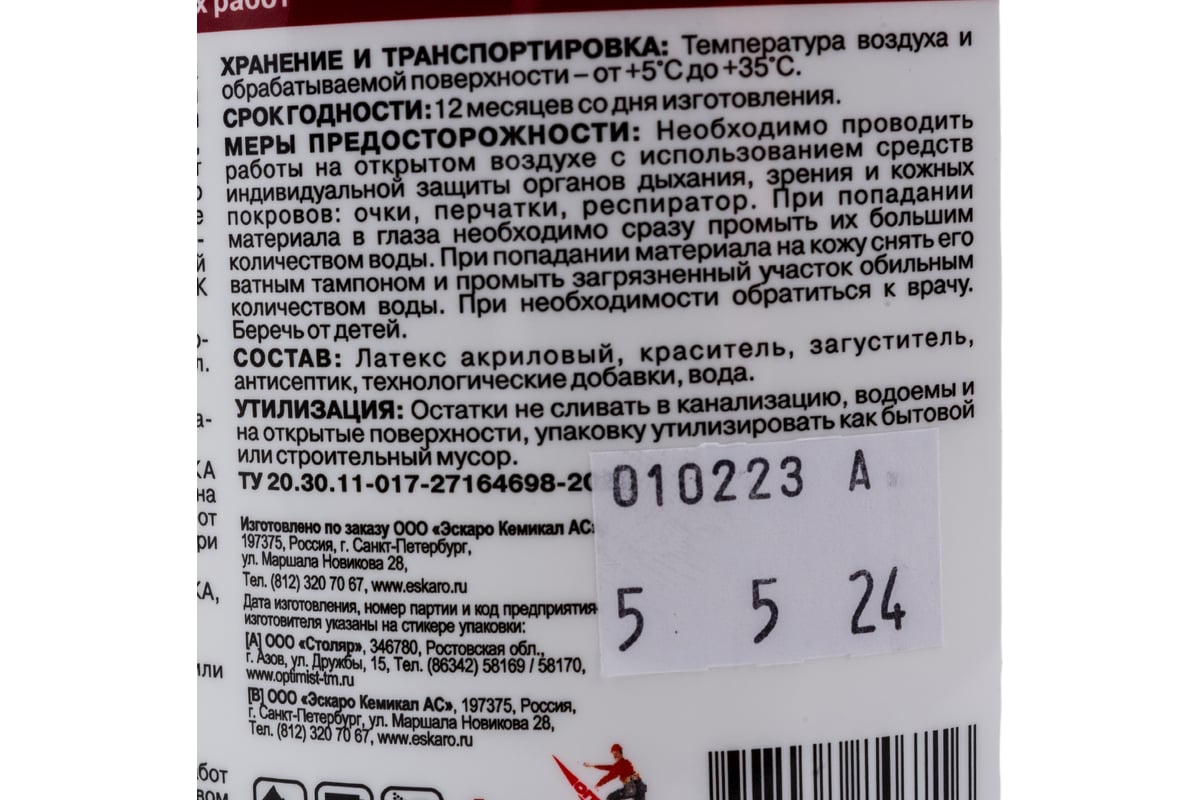 х работ
ХРАНЕНИЕ И ТРАНСПОРТИРОВКА: Температура воздуха и
обрабатываемой поверхности – от +5°С до +35°С.
СРОК ГОДНОСТИ: 12 месяцев со дня изготовления.
МЕРЫ ПРЕДОСТОРОЖНОСТИ: Необходимо проводить
работы на открытом воздухе с использованием средств
индивидуальной защиты органов дыхания, зрения и кожных
покровов: очки, перчатки, респиратор. При попадании
материала в глаза необходимо сразу промыть их большим
количеством воды. При попадании материала на кожу снять его
ватным тампоном и промыть загрязненный участок обильным
количеством воды. При необходимости обратиться к врачу.
Беречь от детей.
СОСТАВ: Латекс акриловый, краситель, загуститель,
антисептик, технологические добавки, вода.
УТИЛИЗАЦИЯ: Остатки не сливать в канализацию, водоемы и
на открытые поверхности, упаковку утилизировать как бытовой
или строительный мусор.
ТУ 20.30.11-017-27164698-20
010223 А
5 5 24
Изготовлено по заказу ООО «Эскаро Кемикал АС»
197375, Россия, г. Санкт-Петербург,
ул. Маршала Новикова 28,
Тел. (812) 320 70 67, www.eskaro.ru
Дата изготовления, номер партии и код предприятия-
изготовителя указаны на стикере упаковки:
[А] ООО «Столяр», 346780, Ростовская обл.,
г. Азов, ул. Дружбы, 15, Тел. (86342) 58169 / 58170,
www.optimist-tm.ru
[В] ООО «Эскаро Кемикал АС», 197375, Россия,
г. Санкт-Петербург, ул. Маршала Новикова 28,
Тел. (812) 320 70 67, www.eskaro.ru